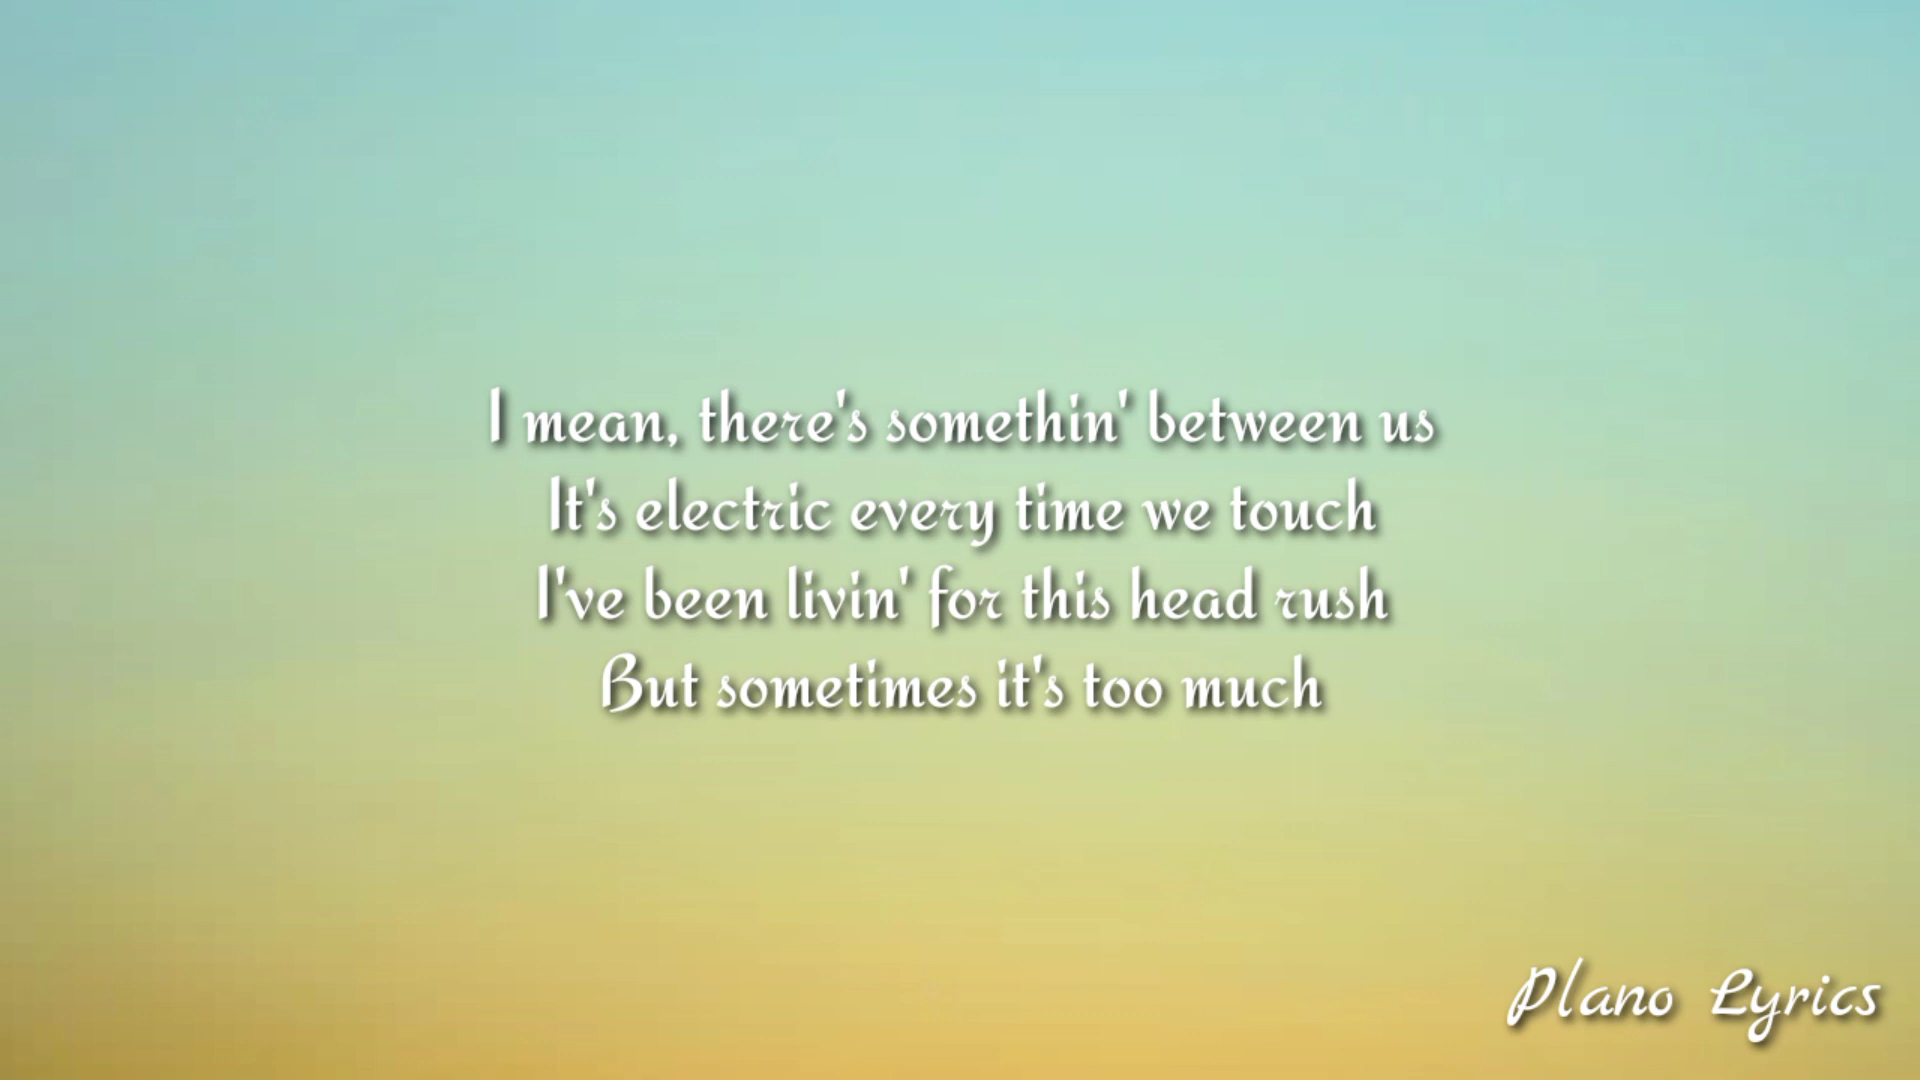 I mean, there's somethin' between us
It's electric every time we touch
I've been livin' for this head rush
But sometimes it's too much
Plano Lyrics